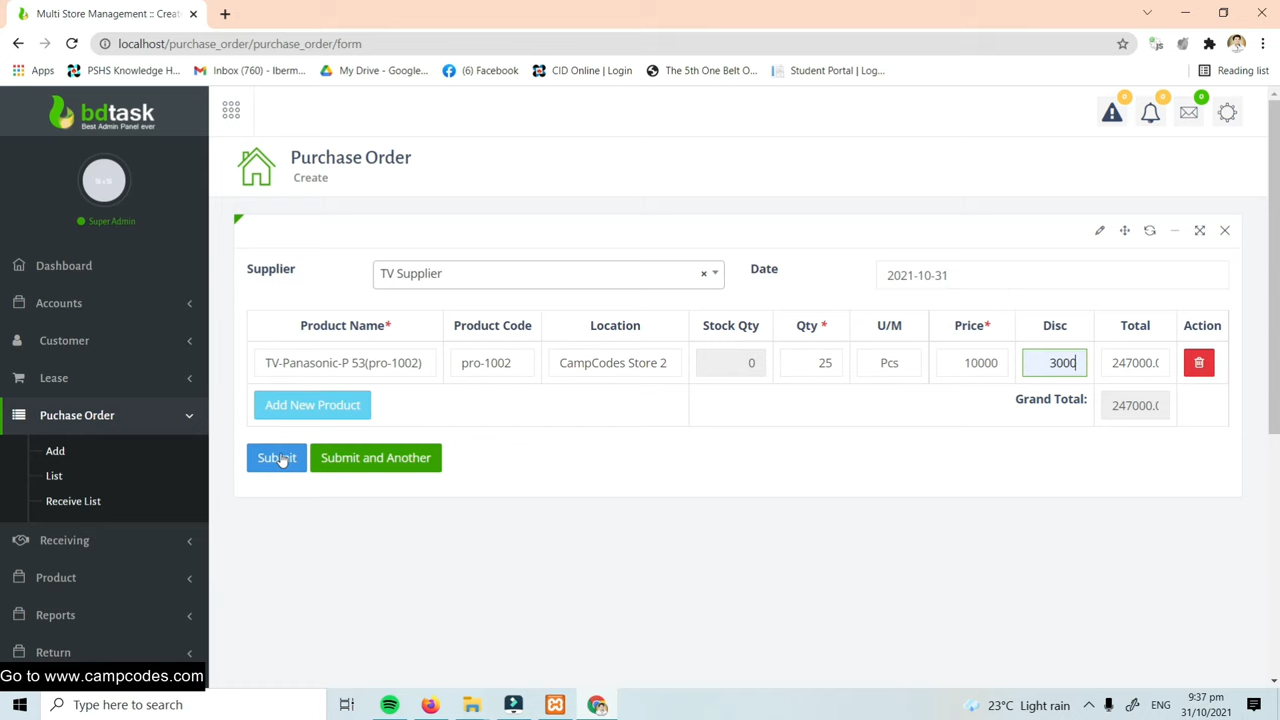 Multi Store Management :: Creat
localhost/purchase_order/purchase_order/form
Apps
PSHS Knowledge H...
Inbox (760) - Iberm...
My Drive - Google...
(6) Facebook
CID Online | Login
The 5th One Belt O...
Student Portal | Log...
Reading list
bdtask
Best Admin Panel ever
0
0
0
Purchase Order
Create
Super Admin
Dashboard
Accounts
Customer
Lease
Puchase Order
Add
List
Receive List
Receiving
Product
Reports
Return
Supplier
TV Supplier
× 
Date
2021-10-31
Product Name*
Product Code
Location
Stock Qty
Qty *
U/M
Price*
Disc
Total
Action
TV-Panasonic-P 53(pro-1002)
pro-1002
CampCodes Store 2
0
25
Pcs
10000
3000
247000.0
Add New Product
Grand Total:
247000.0
Submit
Submit and Another
Go to www.campcodes.com
Type here to search
23°C Light rain
ENG
9:37 pm
31/10/2021